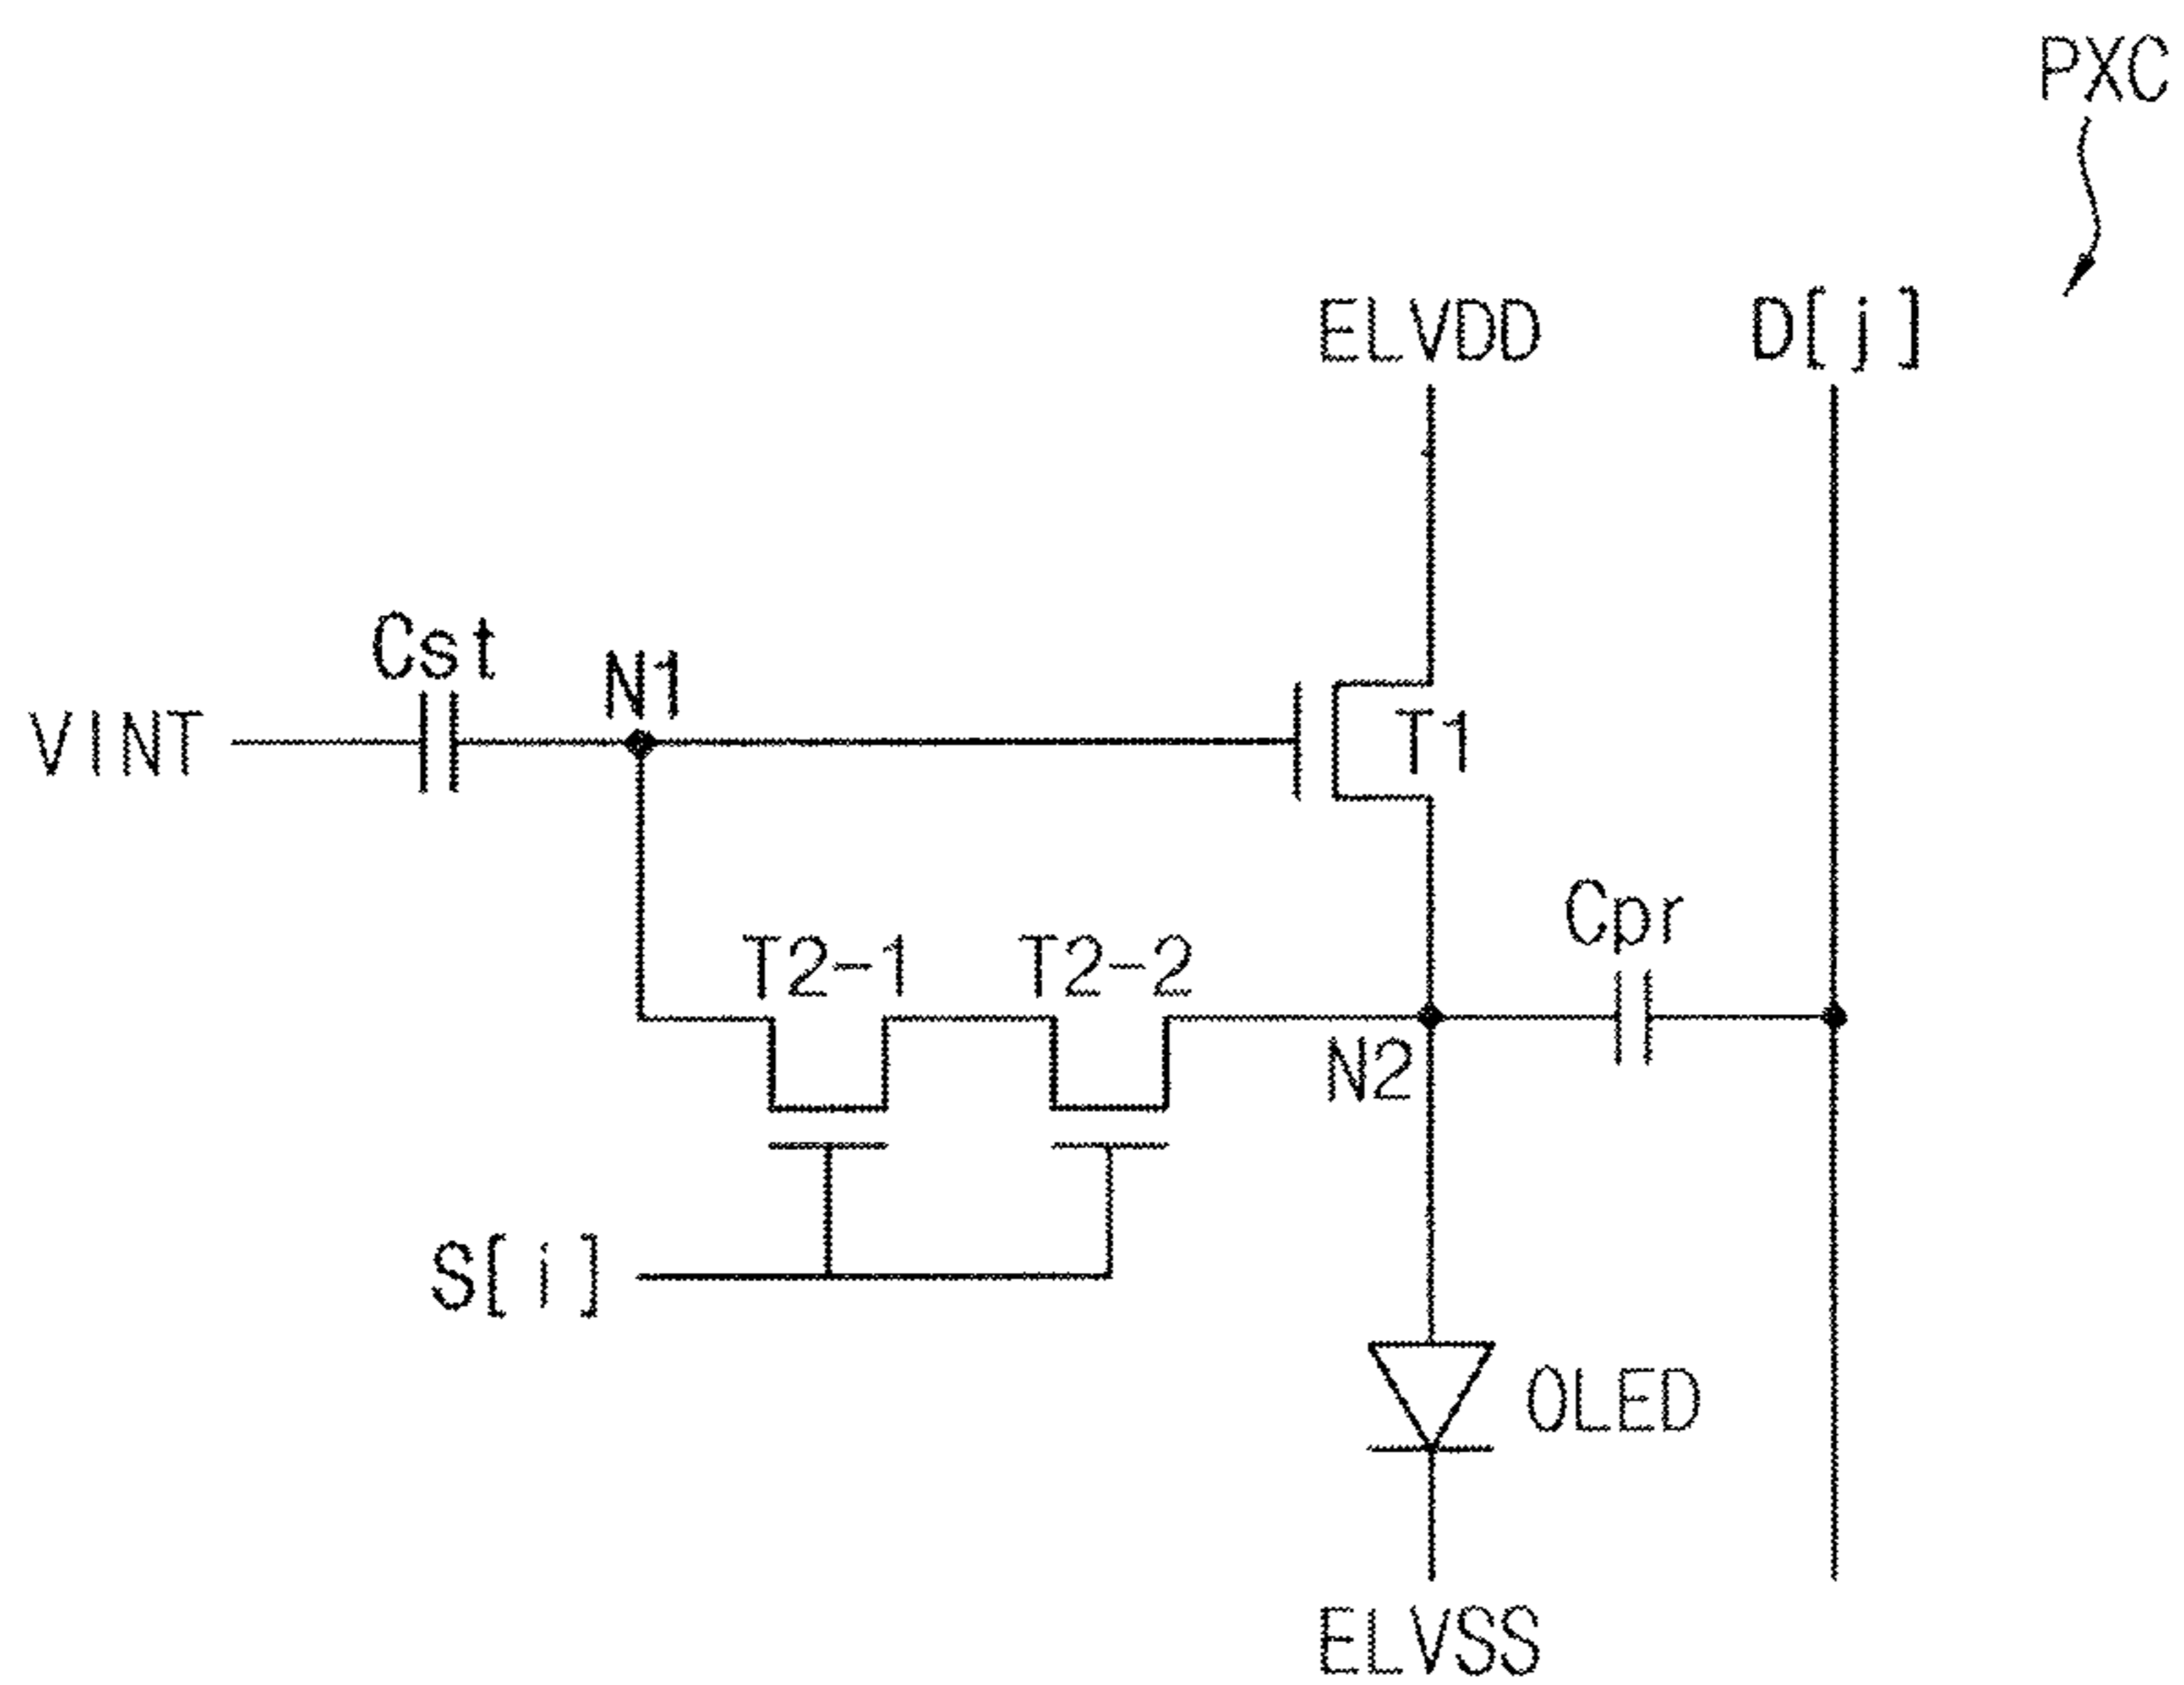 PXC
ELVDD
D[j]
Cst
N1
VINT
T1
Cpr
T2-1
T2-2
N2
S[i]
OLED
ELVSS